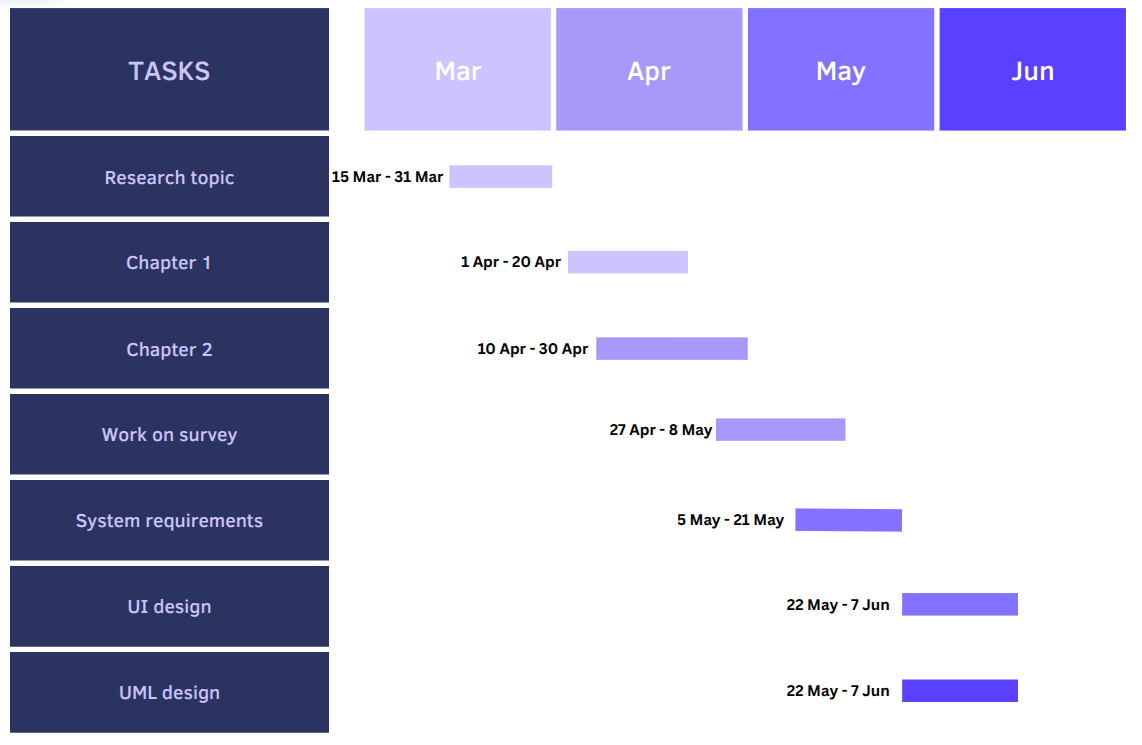 TASKS
Mar
Apr
May
Jun
Research topic
15 Mar - 31 Mar
Chapter 1
1 Apr - 20 Apr
Chapter 2
10 Apr - 30 Apr
Work on survey
27 Apr - 8 May
System requirements
5 May - 21 May
UI design
22 May - 7 Jun
UML design
22 May - 7 Jun